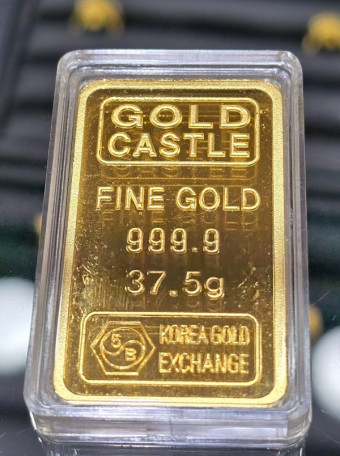 GOLD
CASTLE
FINE GOLD
999.9
37.5g
KOREA GOLD
EXCHANGE